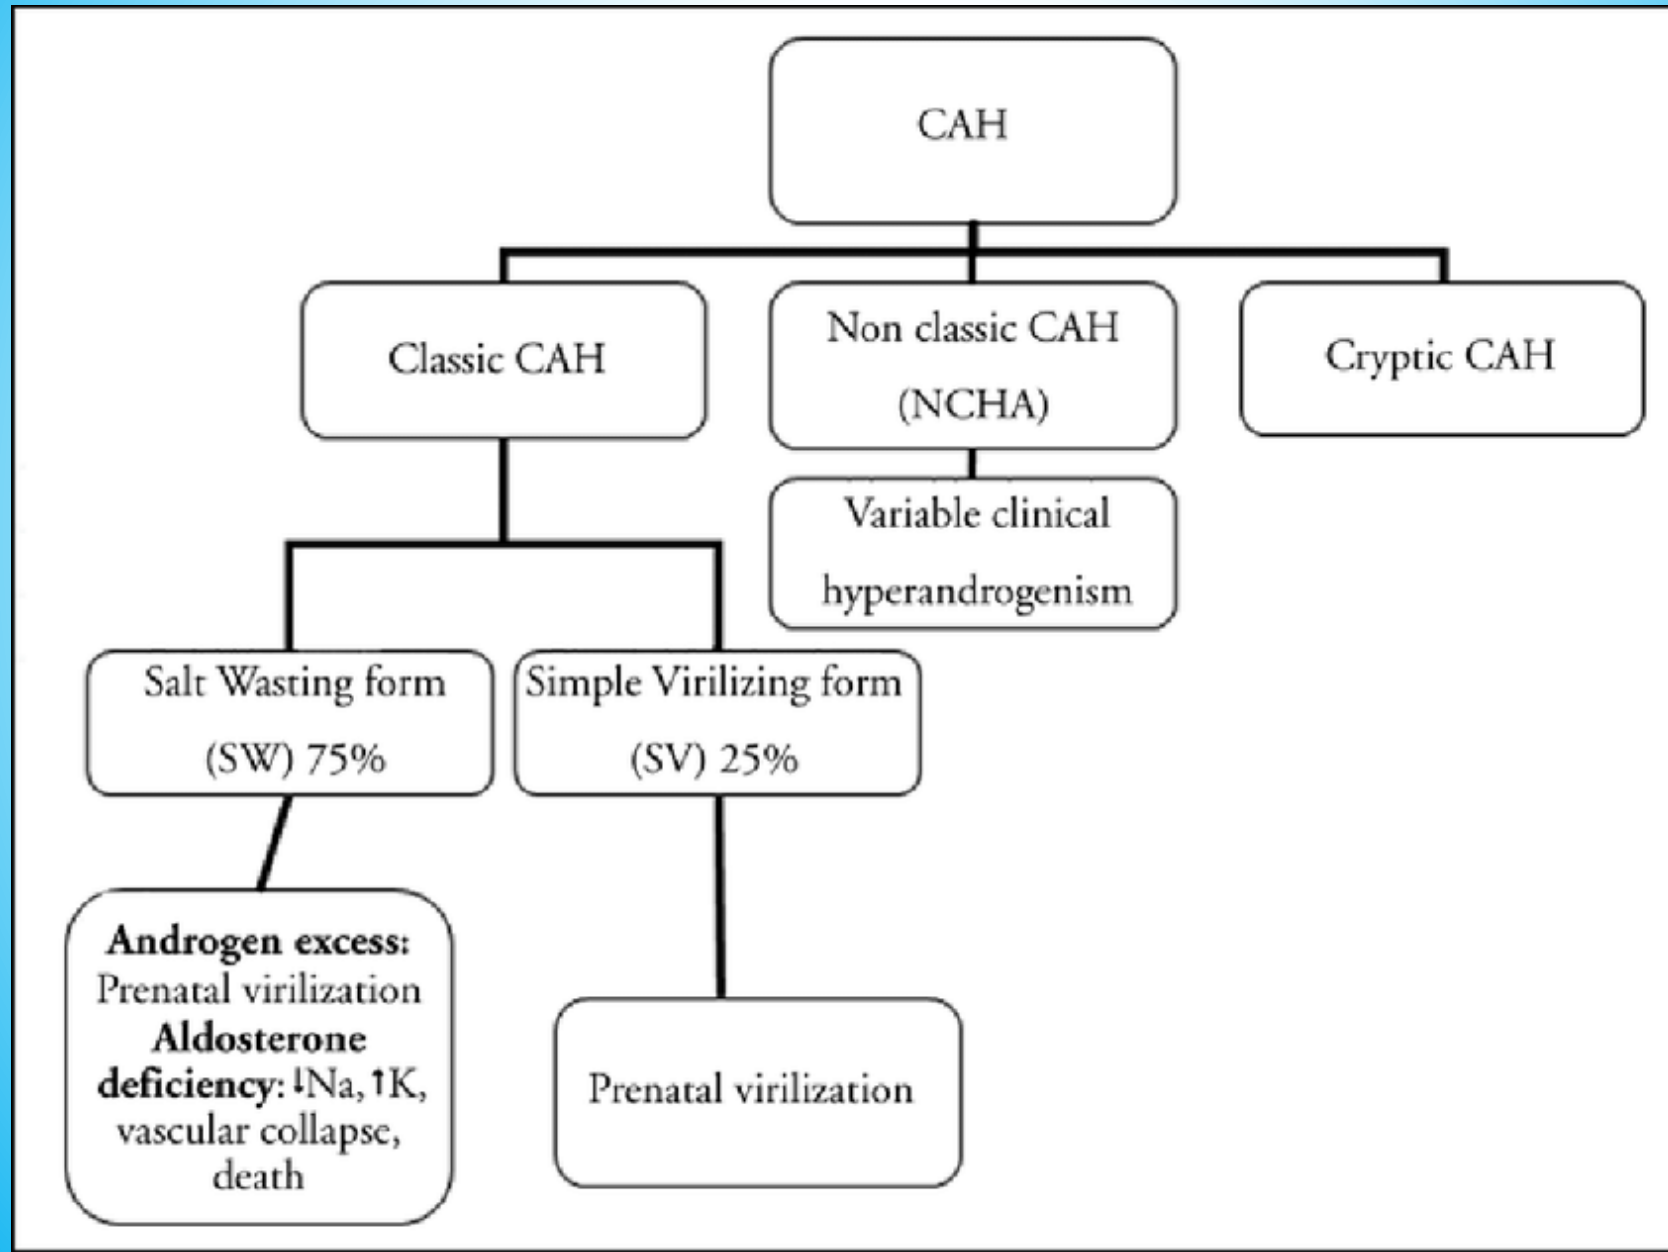 CAH
Classic CAH
Non classic CAH
(NCHA)
Cryptic CAH
Variable clinical
hyperandrogenism
Salt Wasting form
(SW) 75%
Simple Virilizing form
(SV) 25%
Androgen excess:
Prenatal virilization
Aldosterone
deficiency: ↓Na, ↑K,
vascular collapse,
death
Prenatal virilization